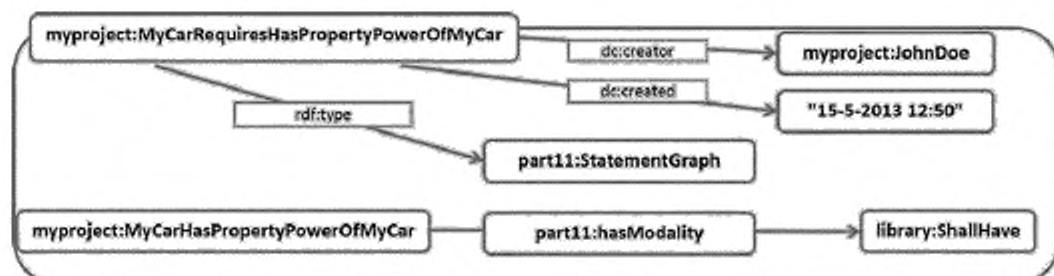 myproject:MyCarRequiresHasPropertyPowerOfMyCar
dc:creator
myproject:JohnDoe
dc:created
"15-5-2013 12:50"
rdf:type
part11:StatementGraph
myproject:MyCarHasPropertyPowerOfMyCar
part11:hasModality
library:ShallHave